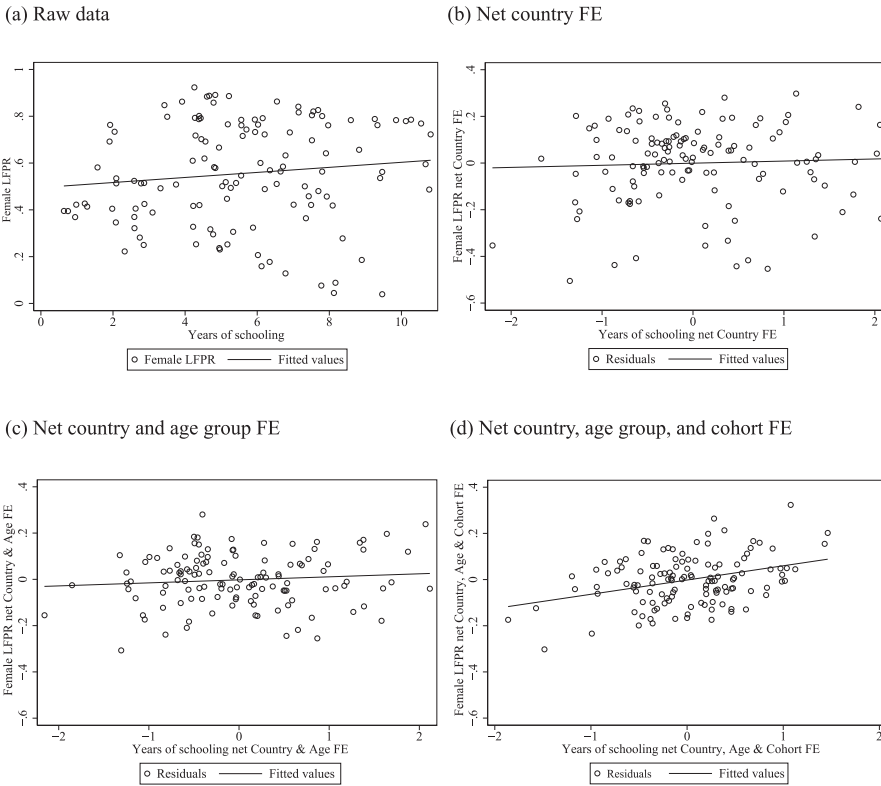 (a) Raw data
Female LFPR
1
.8
.6
.4
.2
0
0 2 4 6 8 10
Years of schooling
Female LFPR Fitted values
(b) Net country FE
Female LFPR net Country FE
.4
.2
0
−.2
−.4
−.6
−2 −1 0 1 2
Years of schooling net Country FE
Residuals Fitted values
(c) Net country and age group FE
Female LFPR net Country & Age FE
.4
.2
0
−.2
−.4
−.6
−2 −1 0 1 2
Years of schooling net Country & Age FE
Residuals Fitted values
(d) Net country, age group, and cohort FE
Female LFPR net Country, Age & Cohort FE
.4
.2
0
−.2
−.4
−.6
−2 −1 0 1 2
Years of schooling net Country, Age & Cohort FE
Residuals Fitted values